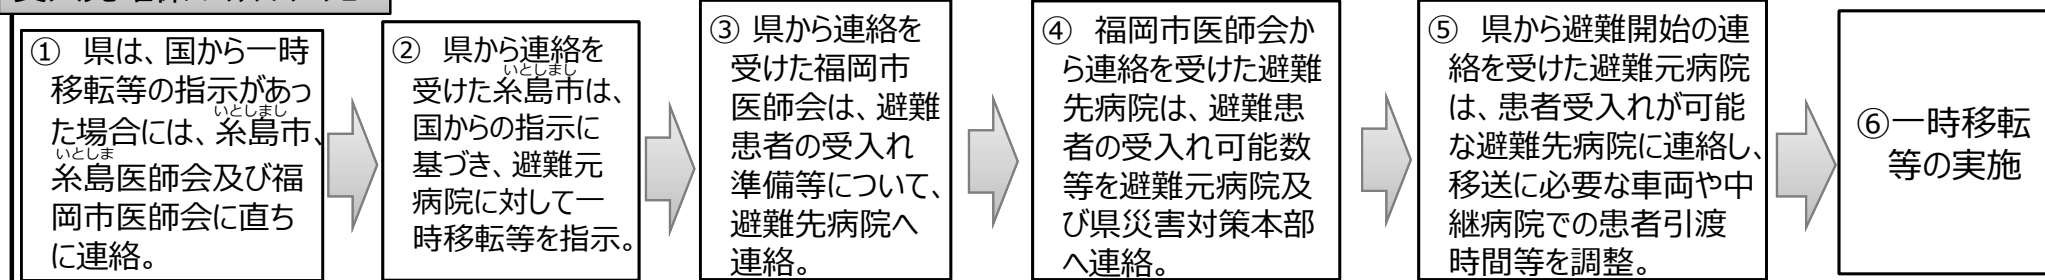 ① 県は、国から一時
移転等の指示があっ
た場合には、糸島市、
いとしまし
糸島医師会及び福
いとしま
岡市医師会に直ち
に連絡。
② 県から連絡を
受けた糸島市は、
いとしまし
国からの指示に
基づき、避難元
病院に対して一
時移転等を指示。
③ 県から連絡を
受けた福岡市
医師会は、避難
患者の受入れ
準備等について、
避難先病院へ
連絡。
④ 福岡市医師会か
ら連絡を受けた避難
先病院は、避難患
者の受入れ可能数
等を避難元病院及
び県災害対策本部
へ連絡。
⑤ 県から避難開始の連
絡を受けた避難元病院
は、患者受入れが可能
な避難先病院に連絡し、
移送に必要な車両や中
継病院での患者引渡
時間等を調整。
⑥一時移転
等の実施